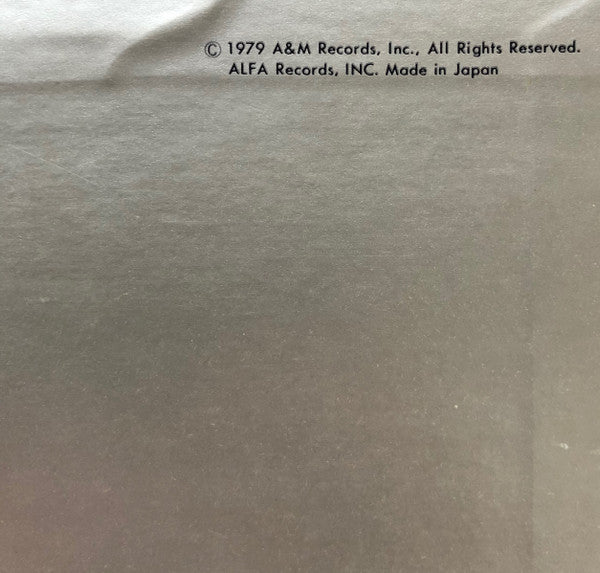 © 1979 A&M Records, Inc., All Rights Reserved.
ALFA Records, INC. Made in Japan